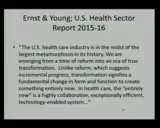 Ernst & Young; U.S. Health Sector
Report 2015-16
• "The U.S. health care industry is in the midst of the
largest metamorphosis in its history. We are
emerging from a time of reform into an era of true
transformation. Unlike reform, which suggests
incremental progress, transformation signifies a
fundamental change in form and function to create
something entirely new. In health care, the "entirely
new" is a highly collaborative, exceptionally efficient,
technology-enabled system..."